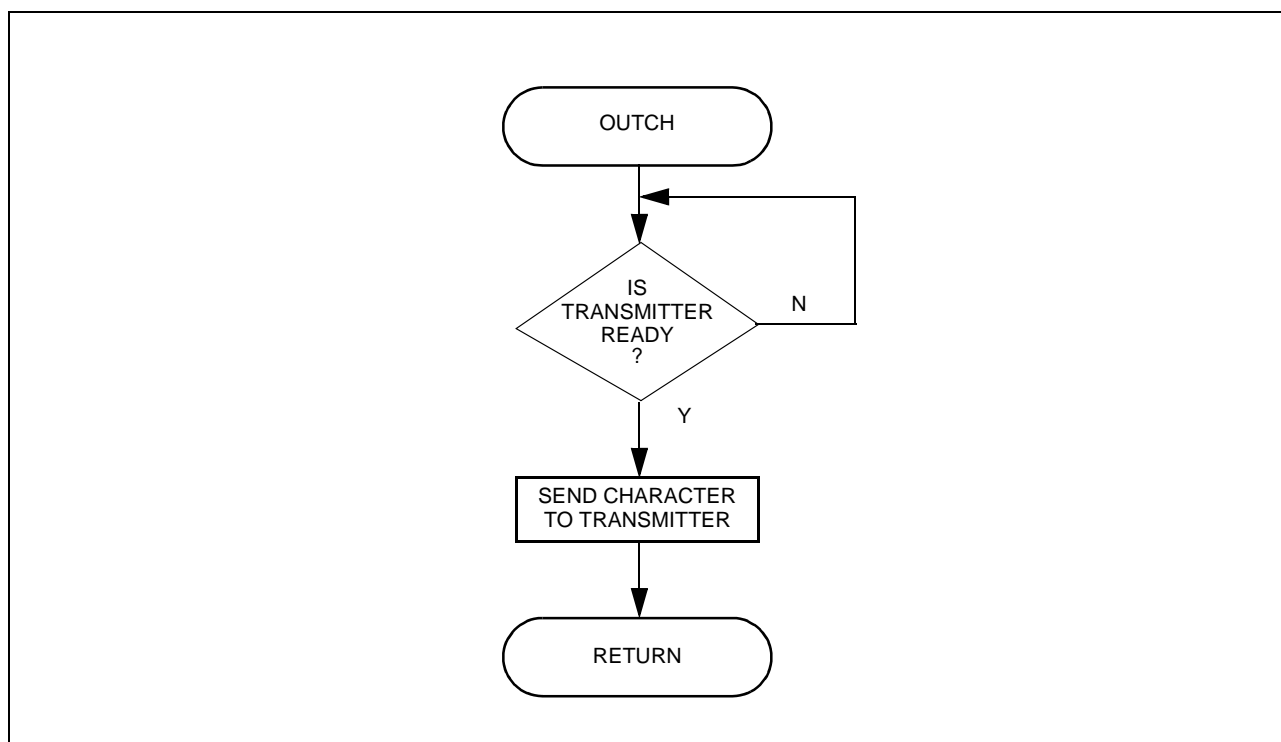 OUTCH
IS
TRANSMITTER
READY
?
N
Y
SEND CHARACTER
TO TRANSMITTER
RETURN